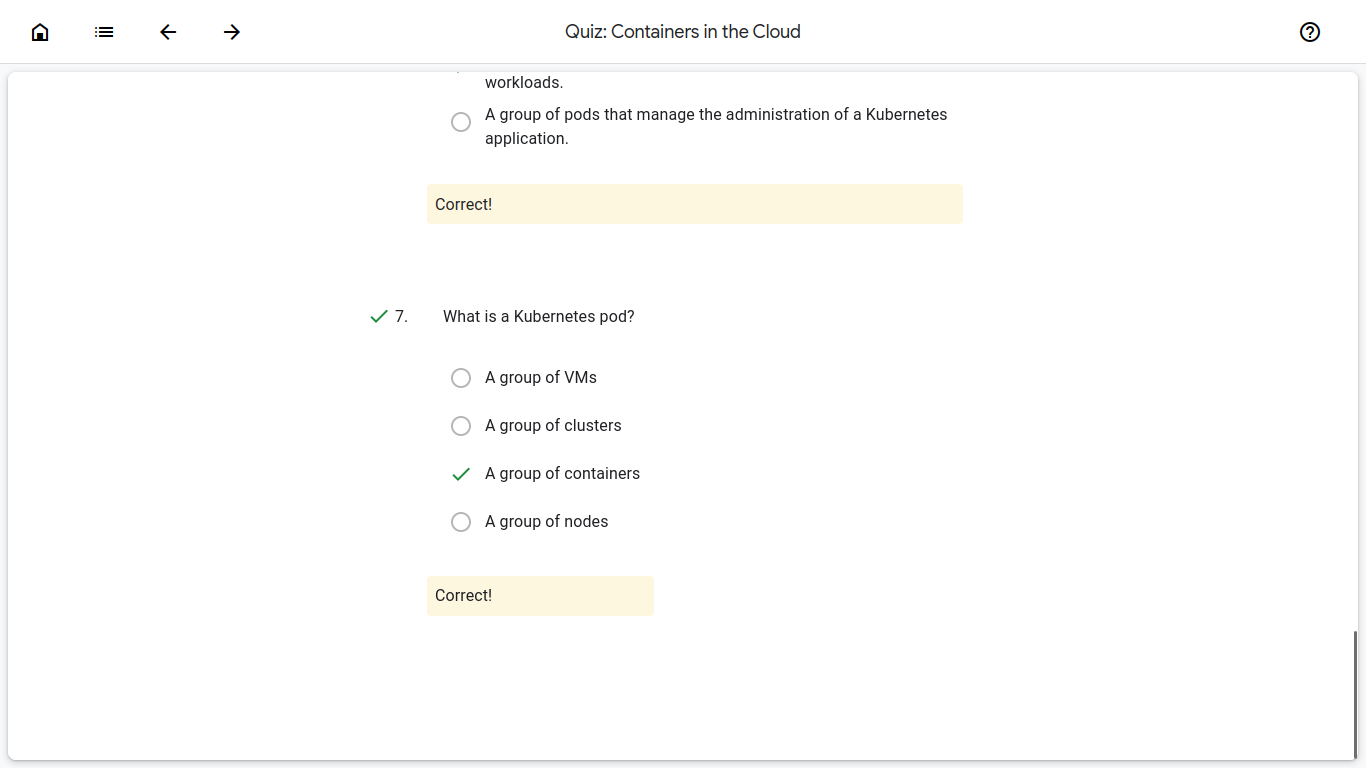 Quiz: Containers in the Cloud
workloads.
A group of pods that manage the administration of a Kubernetes
application.
Correct!
7. What is a Kubernetes pod?
A group of VMs
A group of clusters
A group of containers
A group of nodes
Correct!